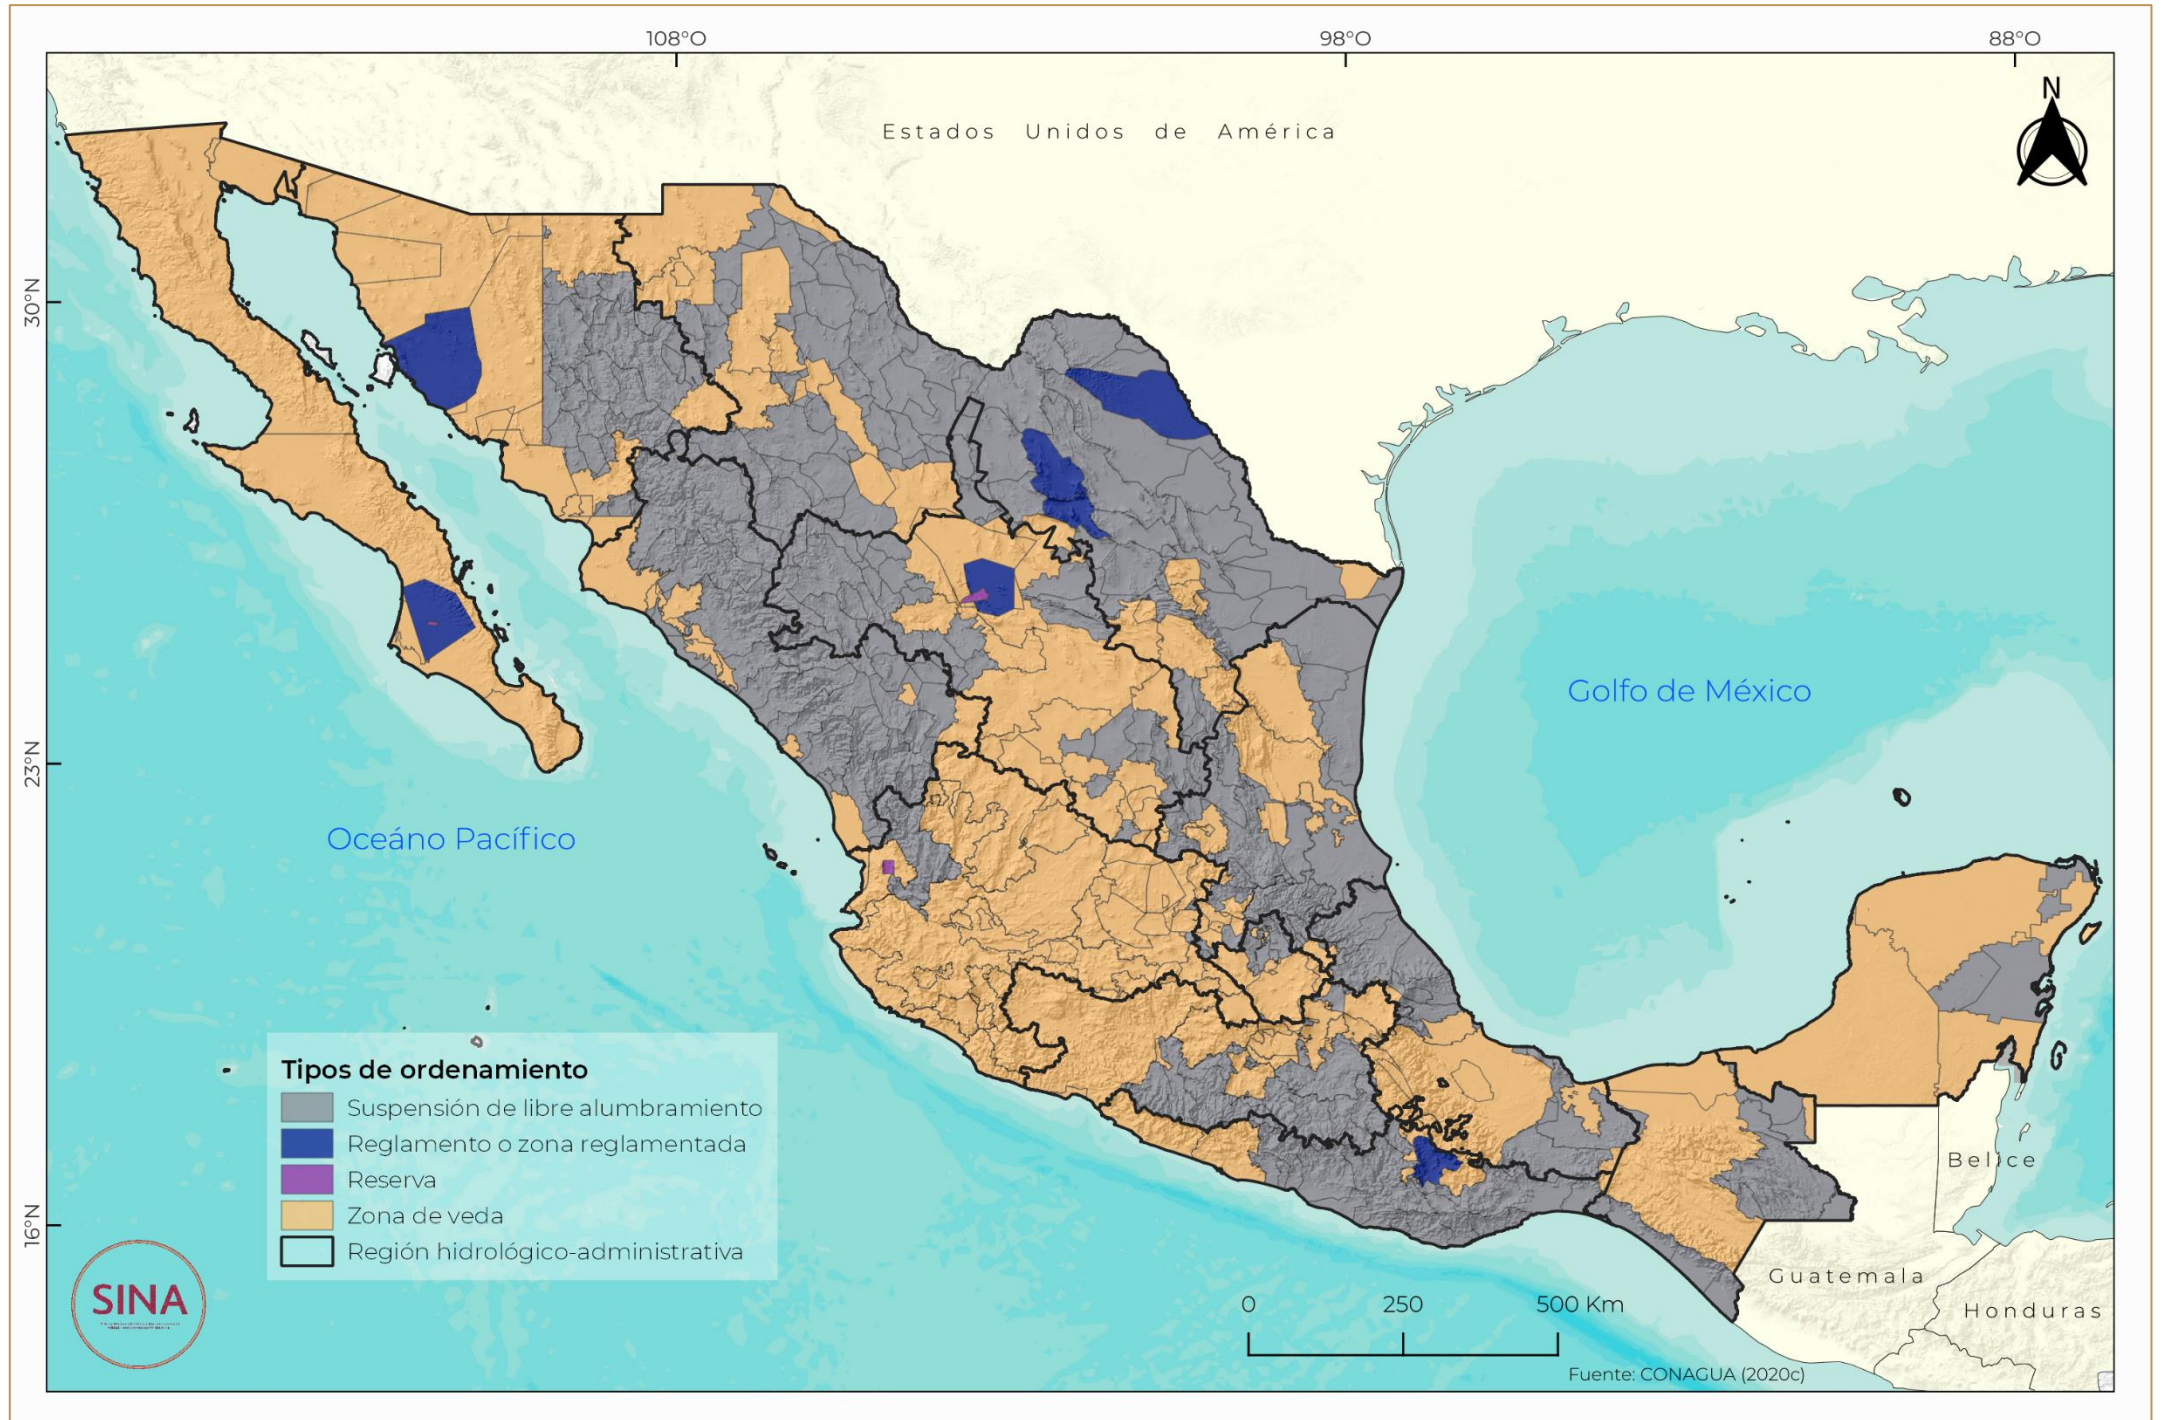 108°O
98°O
88°O
N
Estados Unidos de América
30°N
23°N
16°N
Golfo de México
Oceáno Pacífico
Tipos de ordenamiento
Suspensión de libre alumbramiento
Reglamento o zona reglamentada
Reserva
Zona de veda
Región hidrológico-administrativa
Belice
Guatemala
Honduras
SINA
0 250 500 Km
Fuente: CONAGUA (2020c)